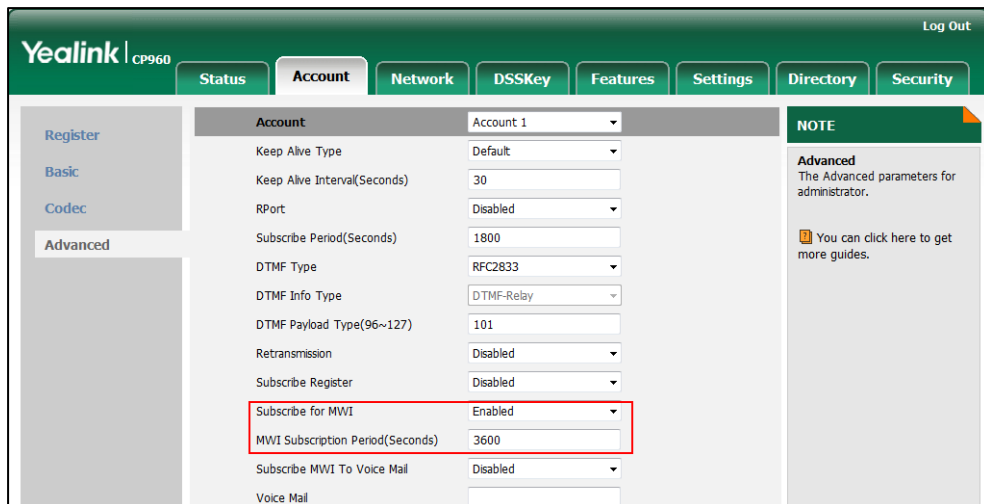 Log Out
Yealink CP960
Status Account Network DSSKey Features Settings Directory Security
Register
Basic
Codec
Advanced
Account Account 1
Keep Alive Type Default
Keep Alive Interval(Seconds) 30
RPort Disabled
Subscribe Period(Seconds) 1800
DTMF Type RFC2833
DTMF Info Type DTMF-Relay
DTMF Payload Type(96~127) 101
Retransmission Disabled
Subscribe Register Disabled
Subscribe for MWI Enabled
MWI Subscription Period(Seconds) 3600
Subscribe MWI To Voice Mail Disabled
Voice Mail
NOTE
Advanced
The Advanced parameters for
administrator.
You can click here to get
more guides.